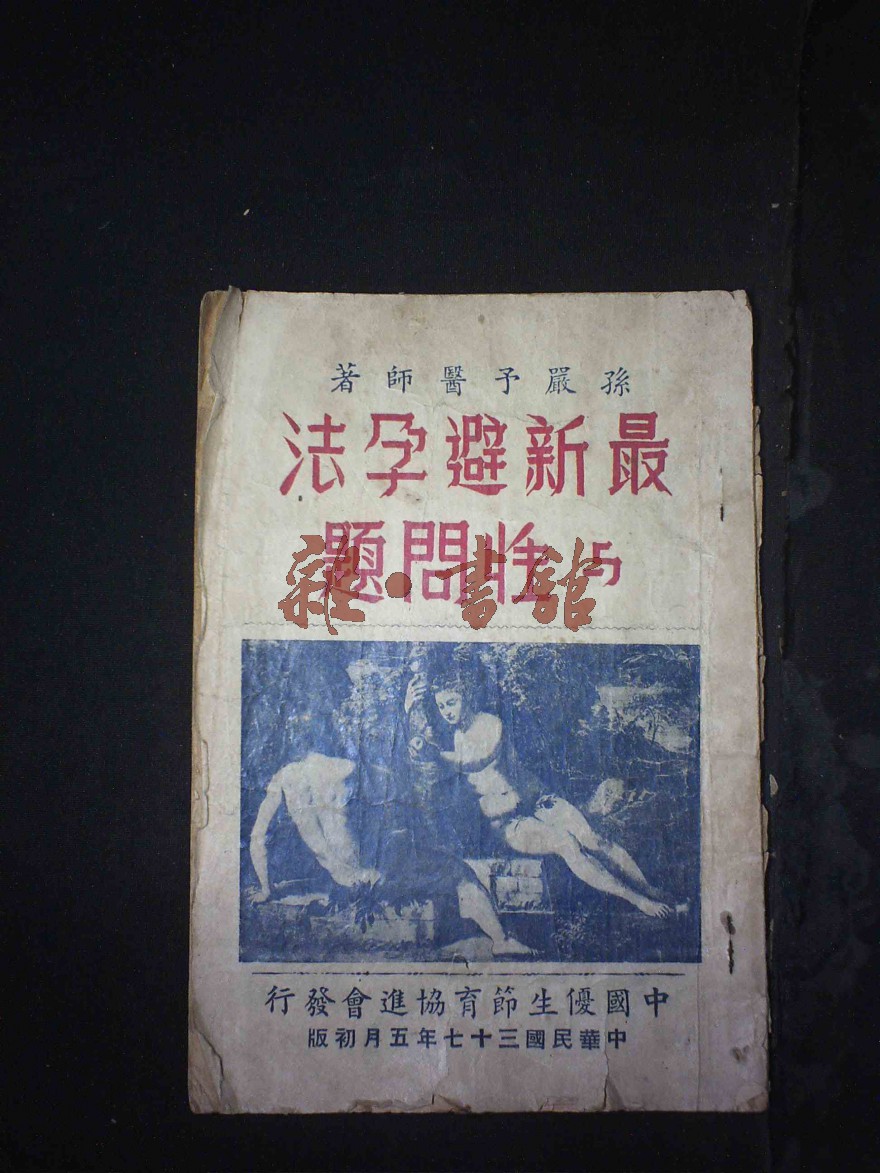 孫嚴予醫師著
最新避孕法
与性問題
雜·書館
中國優生節育協進會發行
中華民國三十七年五月初版